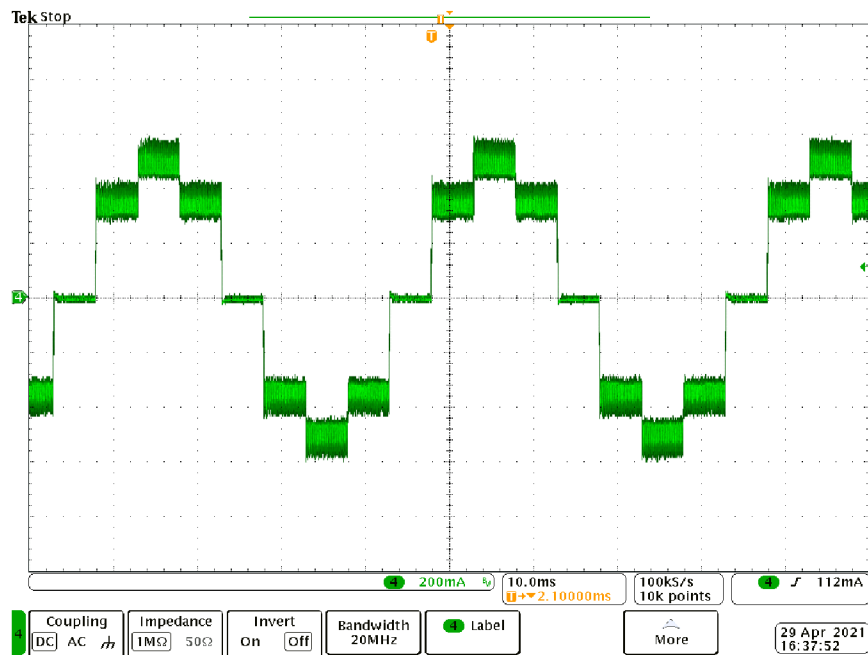 Tek Stop
T
T
4
4 200mA
10.0ms
T→▼2.10000ms
100kS/s
10k points
4 112mA
4
Coupling
DC AC
Impedance
1MΩ 50Ω
Invert
On Off
Bandwidth
20MHz
4 Label
More
29 Apr 2021
16:37:52